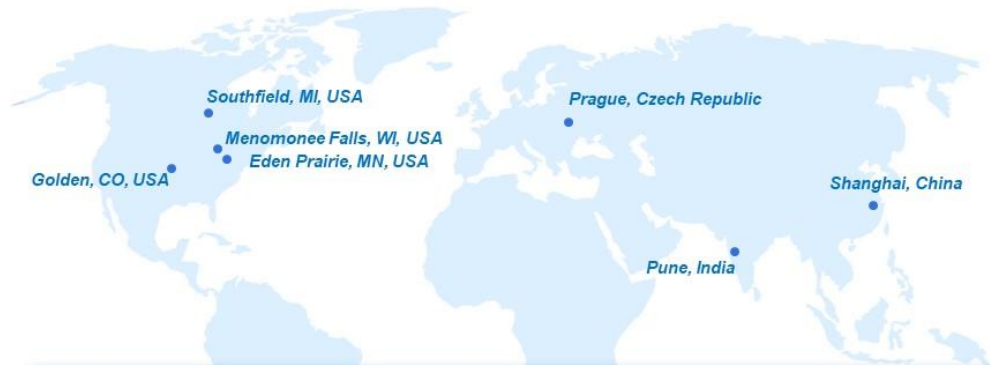 Southfield, MI, USA
Prague, Czech Republic
Menomonee Falls, WI, USA
Eden Prairie, MN, USA
Golden, CO, USA
Shanghai, China
Pune, India